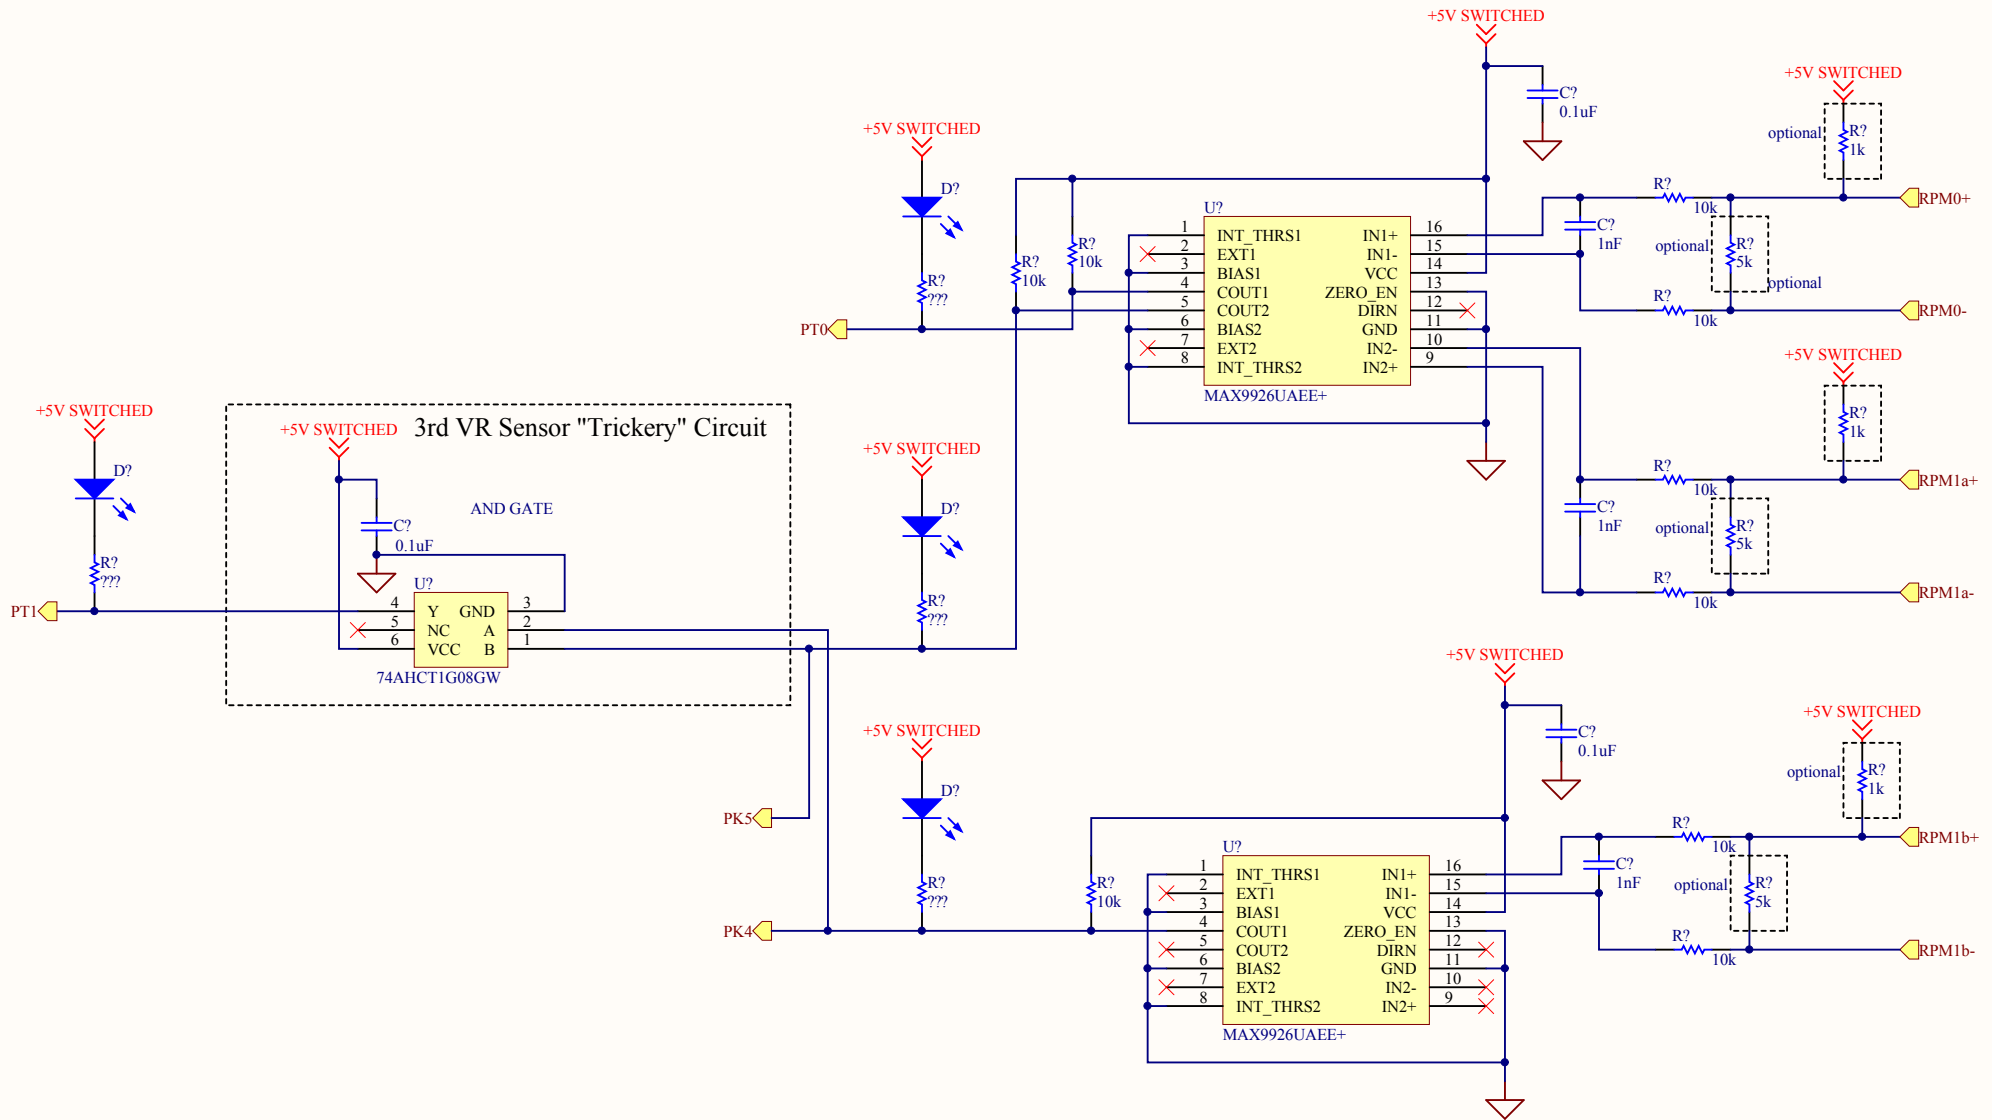 +5V SWITCHED
C?
0.1uF
+5V SWITCHED
optional
R?
1k
+5V SWITCHED
D?
R?
???
PT0
R?
10k
R?
10k
U?
1
2
3
4
5
6
7
8
INT_THRS1
EXT1
BIAS1
COUT1
COUT2
BIAS2
EXT2
INT_THRS2
IN1+
IN1-
VCC
ZERO_EN
DIRN
GND
IN2-
IN2+
16
15
14
13
12
11
10
9
MAX9926UAEE+
C?
1nF
R?
10k
optional
R?
5k
optional
R?
10k
RPM0+
RPM0-
+5V SWITCHED
optional
R?
1k
C?
1nF
R?
10k
optional
R?
5k
R?
10k
RPM1a+
RPM1a-
+5V SWITCHED
D?
R?
???
PT1
3rd VR Sensor "Trickery" Circuit
+5V SWITCHED
C?
0.1uF
AND GATE
U?
4
5
6
Y
NC
VCC
GND
A
B
3
2
1
74AHCT1G08GW
+5V SWITCHED
D?
R?
???
PK5
+5V SWITCHED
D?
R?
???
PK4
+5V SWITCHED
C?
0.1uF
R?
10k
U?
1
2
3
4
5
6
7
8
INT_THRS1
EXT1
BIAS1
COUT1
COUT2
BIAS2
EXT2
INT_THRS2
IN1+
IN1-
VCC
ZERO_EN
DIRN
GND
IN2-
IN2+
16
15
14
13
12
11
10
9
MAX9926UAEE+
+5V SWITCHED
optional
R?
1k
C?
1nF
R?
10k
optional
R?
5k
R?
10k
RPM1b+
RPM1b-